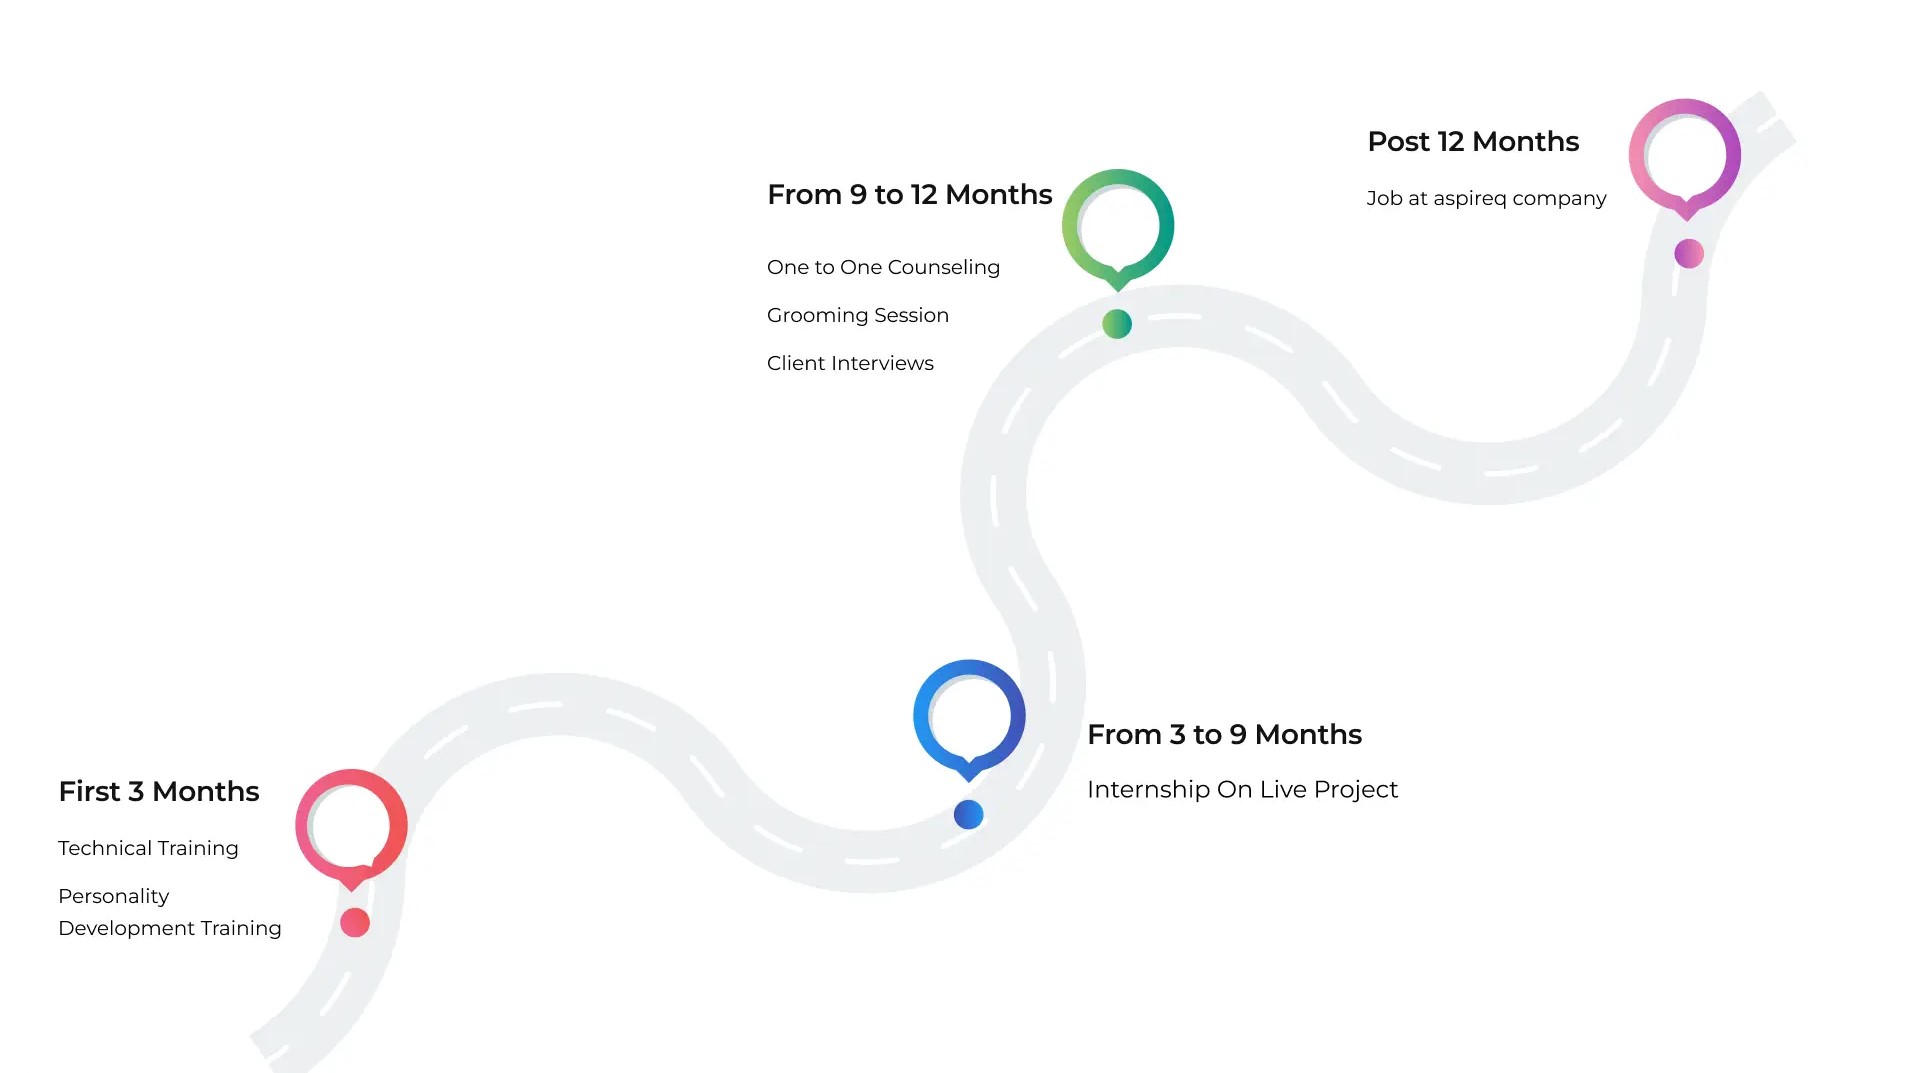 Post 12 Months
Job at aspireq company
From 9 to 12 Months
One to One Counseling
Grooming Session
Client Interviews
From 3 to 9 Months
Internship On Live Project
First 3 Months
Technical Training
Personality
Development Training